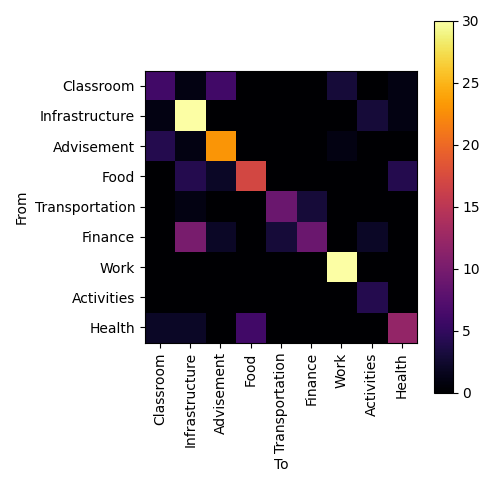 Classroom
Infrastructure
Advisement
Food
Transportation
Finance
Work
Activities
Health
From
Classroom
Infrastructure
Advisement
Food
Transportation
Finance
Work
Activities
Health
To
30
25
20
15
10
5
0